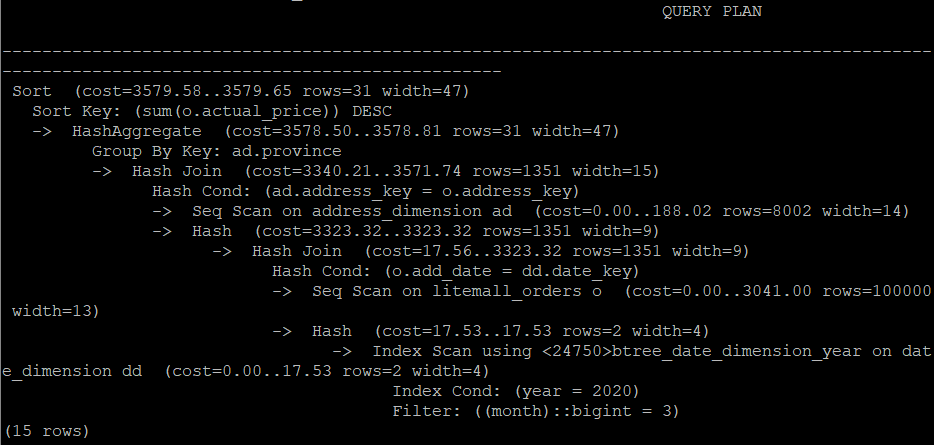 QUERY PLAN
---------------------------------------------------------------------------------------------
--------------------------------------------------
Sort  (cost=3579.58..3579.65 rows=31 width=47)
Sort Key: (sum(o.actual_price)) DESC
->  HashAggregate  (cost=3578.50..3578.81 rows=31 width=47)
Group By Key: ad.province
->  Hash Join  (cost=3340.21..3571.74 rows=1351 width=15)
Hash Cond: (ad.address_key = o.address_key)
->  Seq Scan on address_dimension ad  (cost=0.00..188.02 rows=8002 width=14)
->  Hash  (cost=3323.32..3323.32 rows=1351 width=9)
->  Hash Join  (cost=17.56..3323.32 rows=1351 width=9)
Hash Cond: (o.add_date = dd.date_key)
->  Seq Scan on litemall_orders o  (cost=0.00..3041.00 rows=100000
width=13)
->  Hash  (cost=17.53..17.53 rows=2 width=4)
->  Index Scan using <24750>btree_date_dimension_year on dat
e_dimension dd  (cost=0.00..17.53 rows=2 width=4)
Index Cond: (year = 2020)
Filter: ((month)::bigint = 3)
(15 rows)